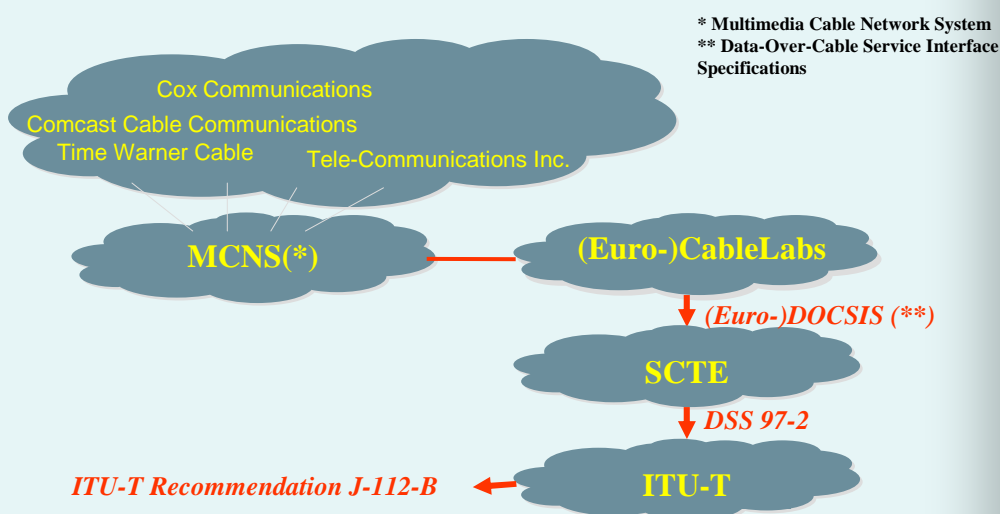 * Multimedia Cable Network System
** Data-Over-Cable Service Interface
Specifications
Cox Communications
Comcast Cable Communications
Time Warner Cable
Tele-Communications Inc.
MCNS(*)
(Euro-)CableLabs
(Euro-)DOCSIS (**)
SCTE
DSS 97-2
ITU-T Recommendation J-112-B
ITU-T